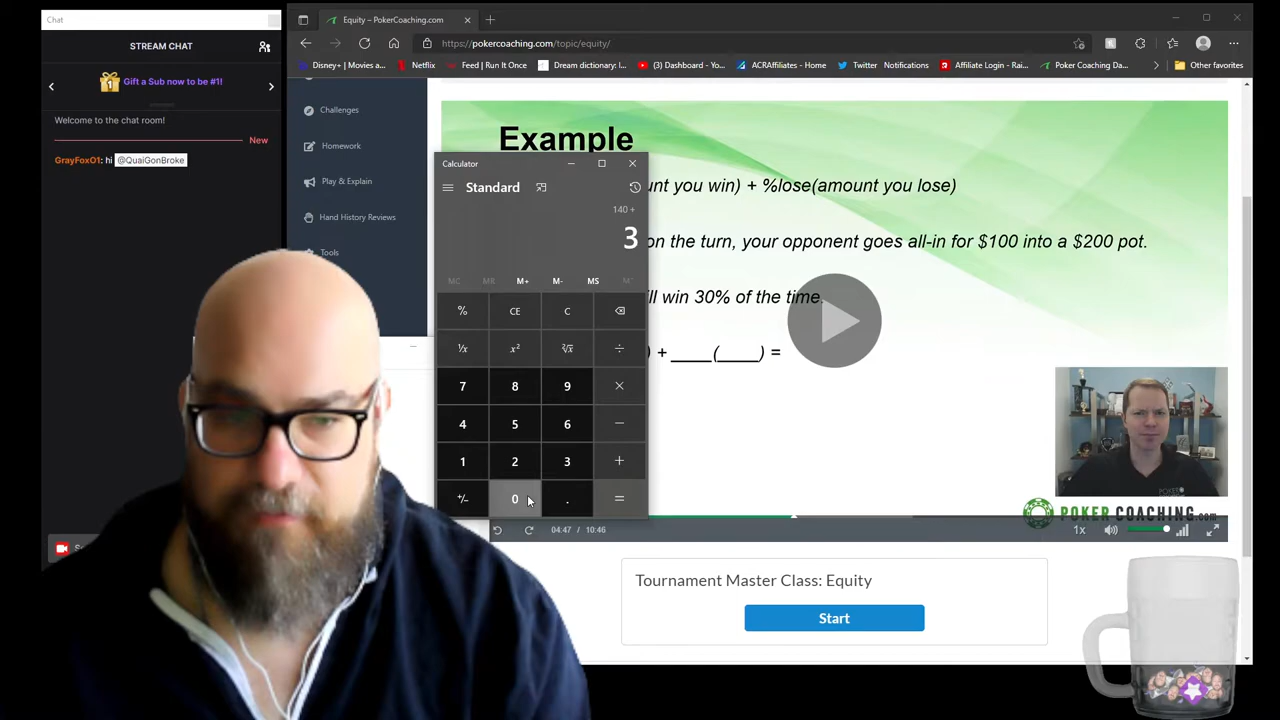 Chat
STREAM CHAT
Gift a Sub now to be #1!
Welcome to the chat room!
New
GrayFoxO1: hi @QuaiGonBroke
Equity – PokerCoaching.com
https://pokercoaching.com/topic/equity/
Disney+ | Movies a...
Netflix
Feed | Run It Once
Dream dictionary: I...
(3) Dashboard - Yo...
ACRAffiliates - Home
Twitter
Notifications
Affiliate Login - Rai...
Poker Coaching Da...
Other favorites
Challenges
Homework
Play & Explain
Hand History Reviews
Tools
Example
unt you win) + %lose(amount you lose)
on the turn, your opponent goes all-in for $100 into a $200 pot.
ill win 30% of the time.
) + ____(____) =
Calculator
Standard
140 +
3
MC MR M+ M- MS
% CE C
¹/x x² ²√x ÷
7 8 9 ×
4 5 6 −
1 2 3 +
+/− 0 . =
POKER COACHING.com
04:47 / 10:46
1x
Tournament Master Class: Equity
Start